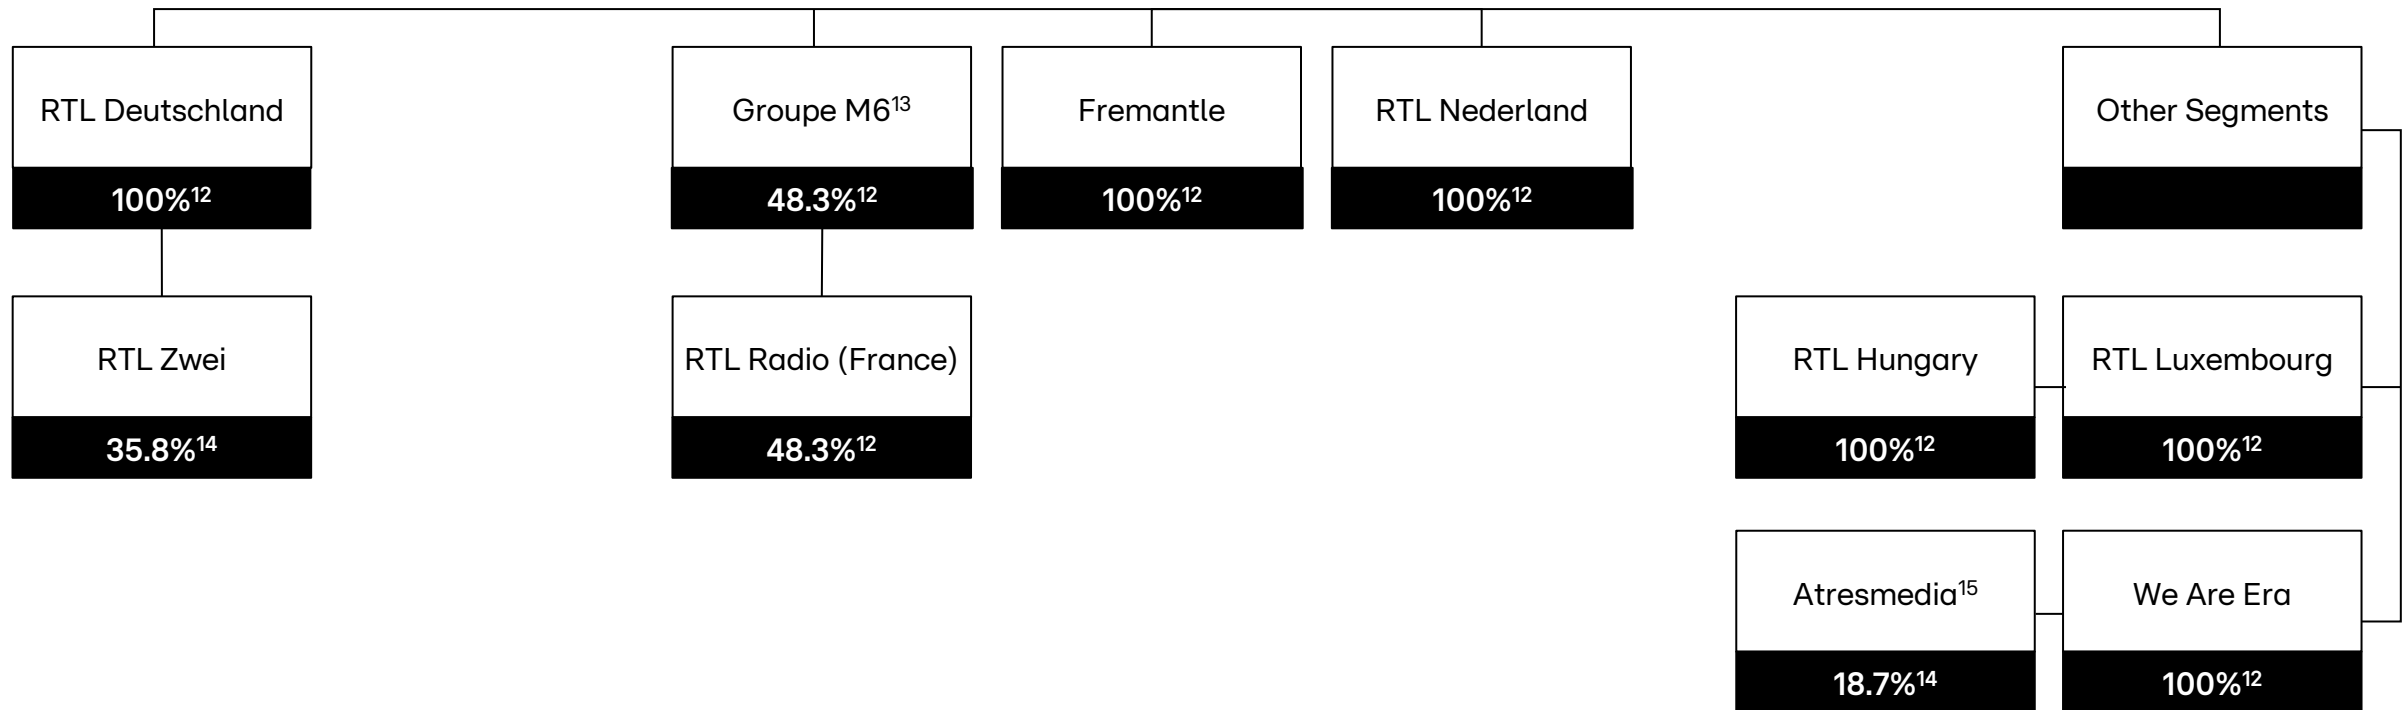 RTL Deutschland
100%¹²
Groupe M6¹³
48.3%¹²
Fremantle
100%¹²
RTL Nederland
100%¹²
Other Segments
RTL Zwei
35.8%¹⁴
RTL Radio (France)
48.3%¹²
RTL Hungary
100%¹²
RTL Luxembourg
100%¹²
Atresmedia¹⁵
18.7%¹⁴
We Are Era
100%¹²